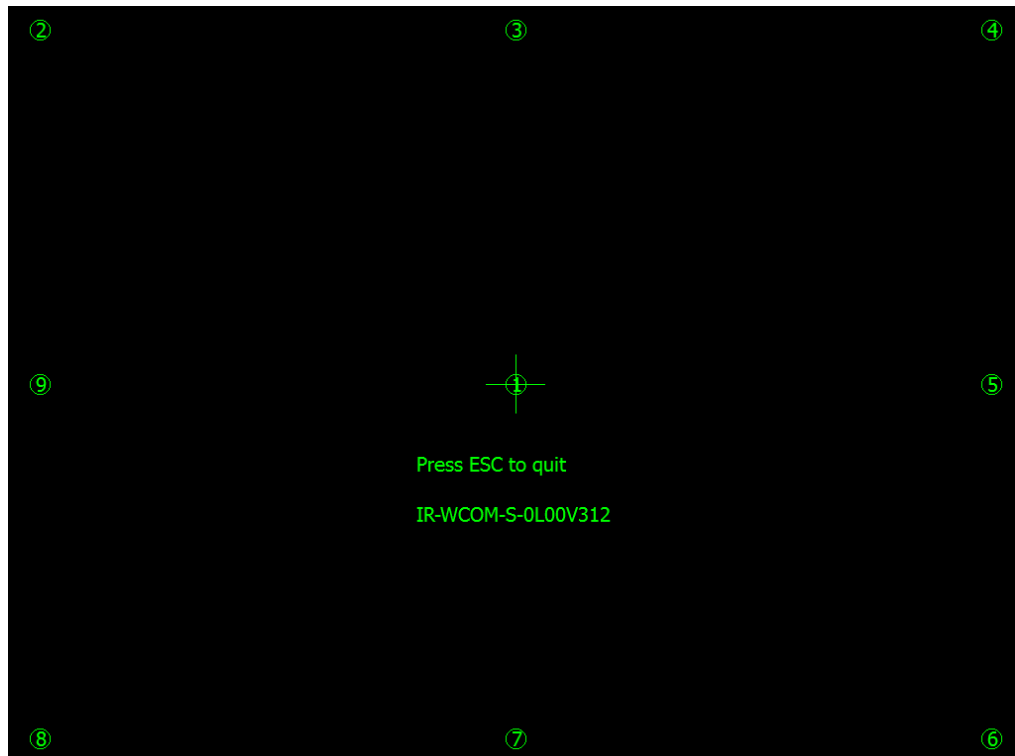 ② ③ ④
⑨ ① ⑤
Press ESC to quit
IR-WCOM-S-0L00V312
⑧ ⑦ ⑥